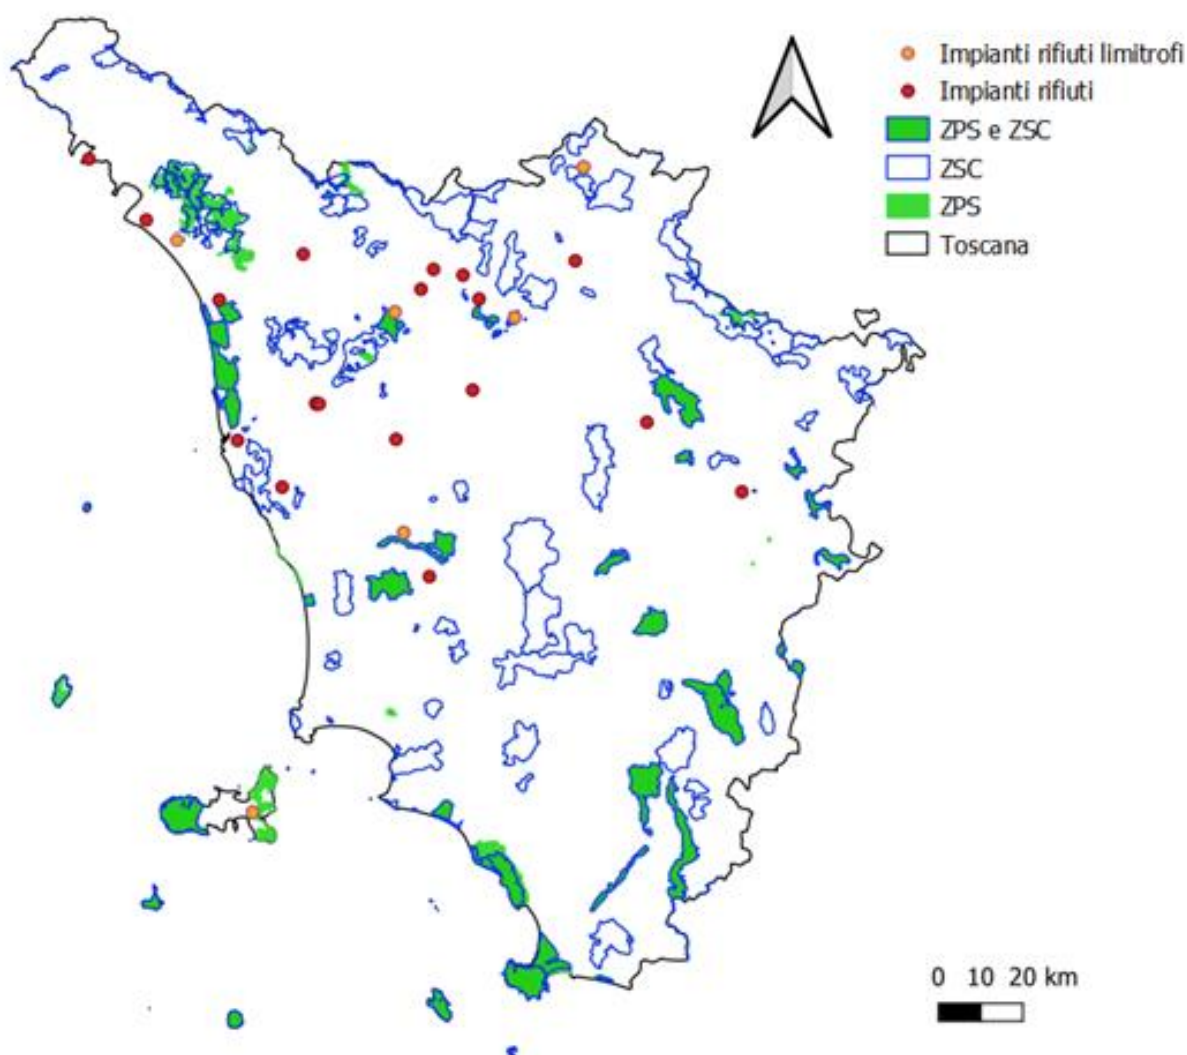 Impianti rifiuti limitrofi
Impianti rifiuti
ZPS e ZSC
ZSC
ZPS
Toscana
0 10 20 km